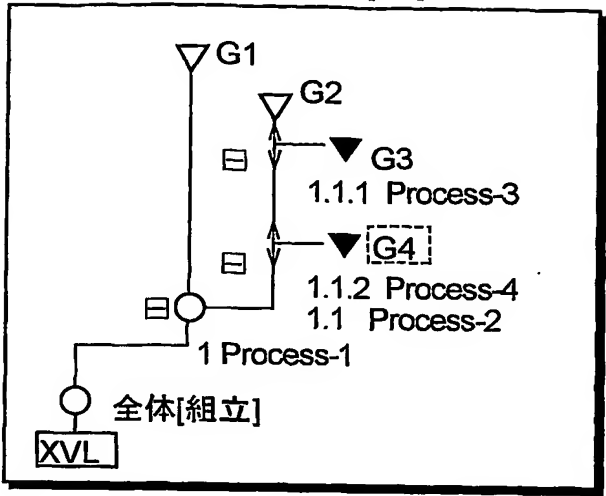 G1
G2
G3
1.1.1 Process-3
G4
1.1.2 Process-4
1.1 Process-2
1 Process-1
全体[組立]
XVL